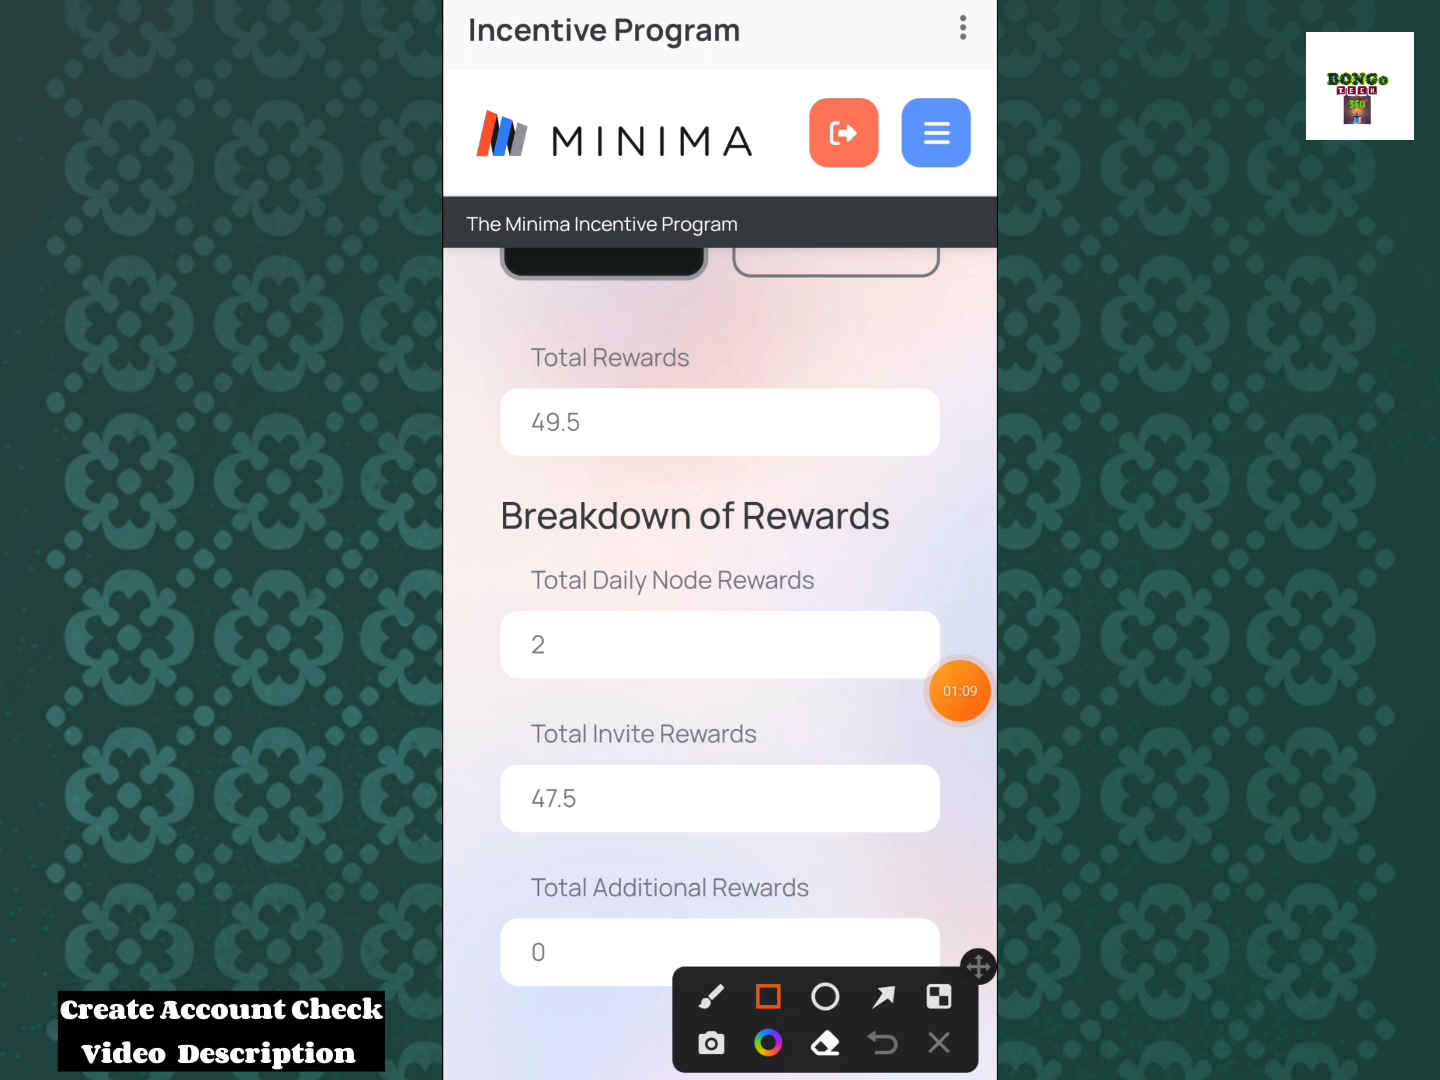 Incentive Program
MINIMA
BONGo
TECH
360
The Minima Incentive Program
Total Rewards
49.5
Breakdown of Rewards
Total Daily Node Rewards
2
01:09
Total Invite Rewards
47.5
Total Additional Rewards
0
Create Account Check
Video Description